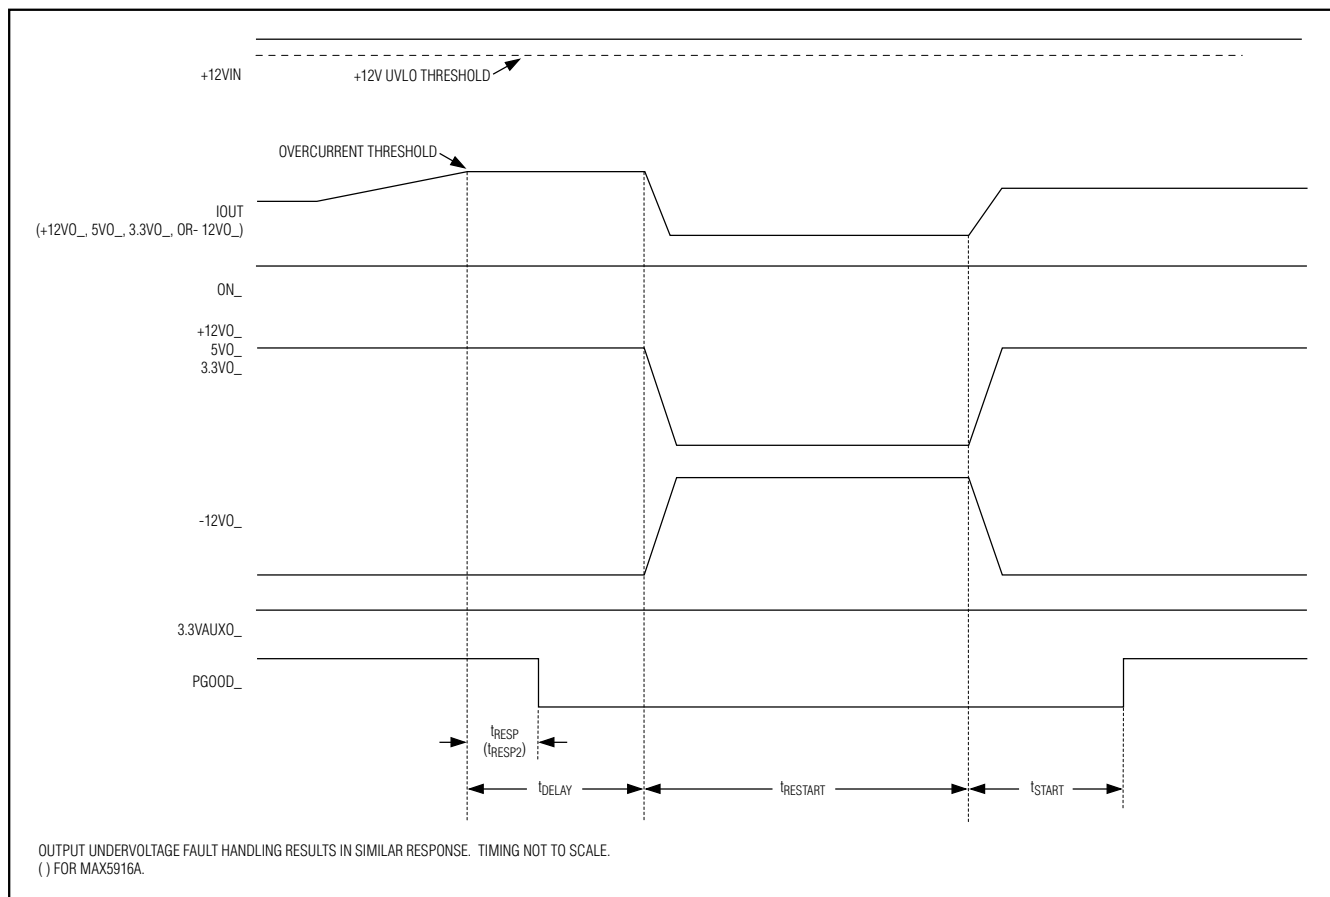 +12VIN
+12V UVLO THRESHOLD
OVERCURRENT THRESHOLD
IOUT
(+12VO_, 5VO_, 3.3VO_, OR- 12VO_)
ON_
+12VO_
5VO_
3.3VO_
-12VO_
3.3VAUXO_
PGOOD_
tRESP
(tRESP2)
tDELAY
tRESTART
tSTART
OUTPUT UNDERVOLTAGE FAULT HANDLING RESULTS IN SIMILAR RESPONSE. TIMING NOT TO SCALE.
( ) FOR MAX5916A.